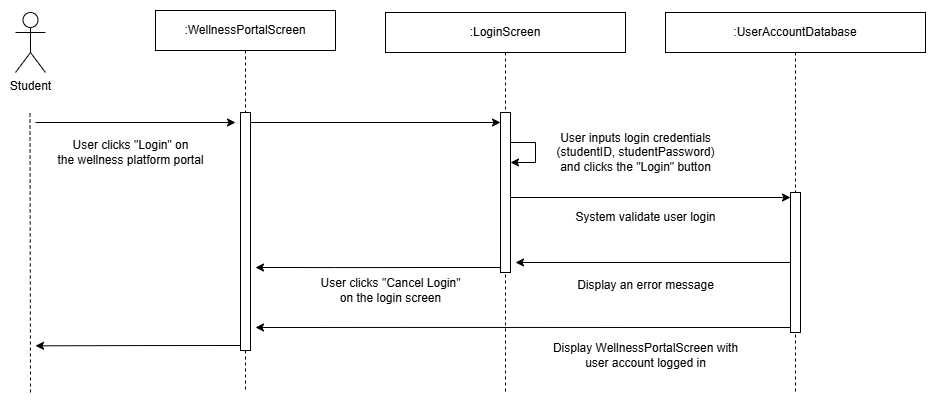 :WellnessPortalScreen
:LoginScreen
:UserAccountDatabase
Student
User clicks "Login" on
the wellness platform portal
User inputs login credentials
(studentID, studentPassword)
and clicks the "Login" button
System validate user login
User clicks "Cancel Login"
on the login screen
Display an error message
Display WellnessPortalScreen with
user account logged in